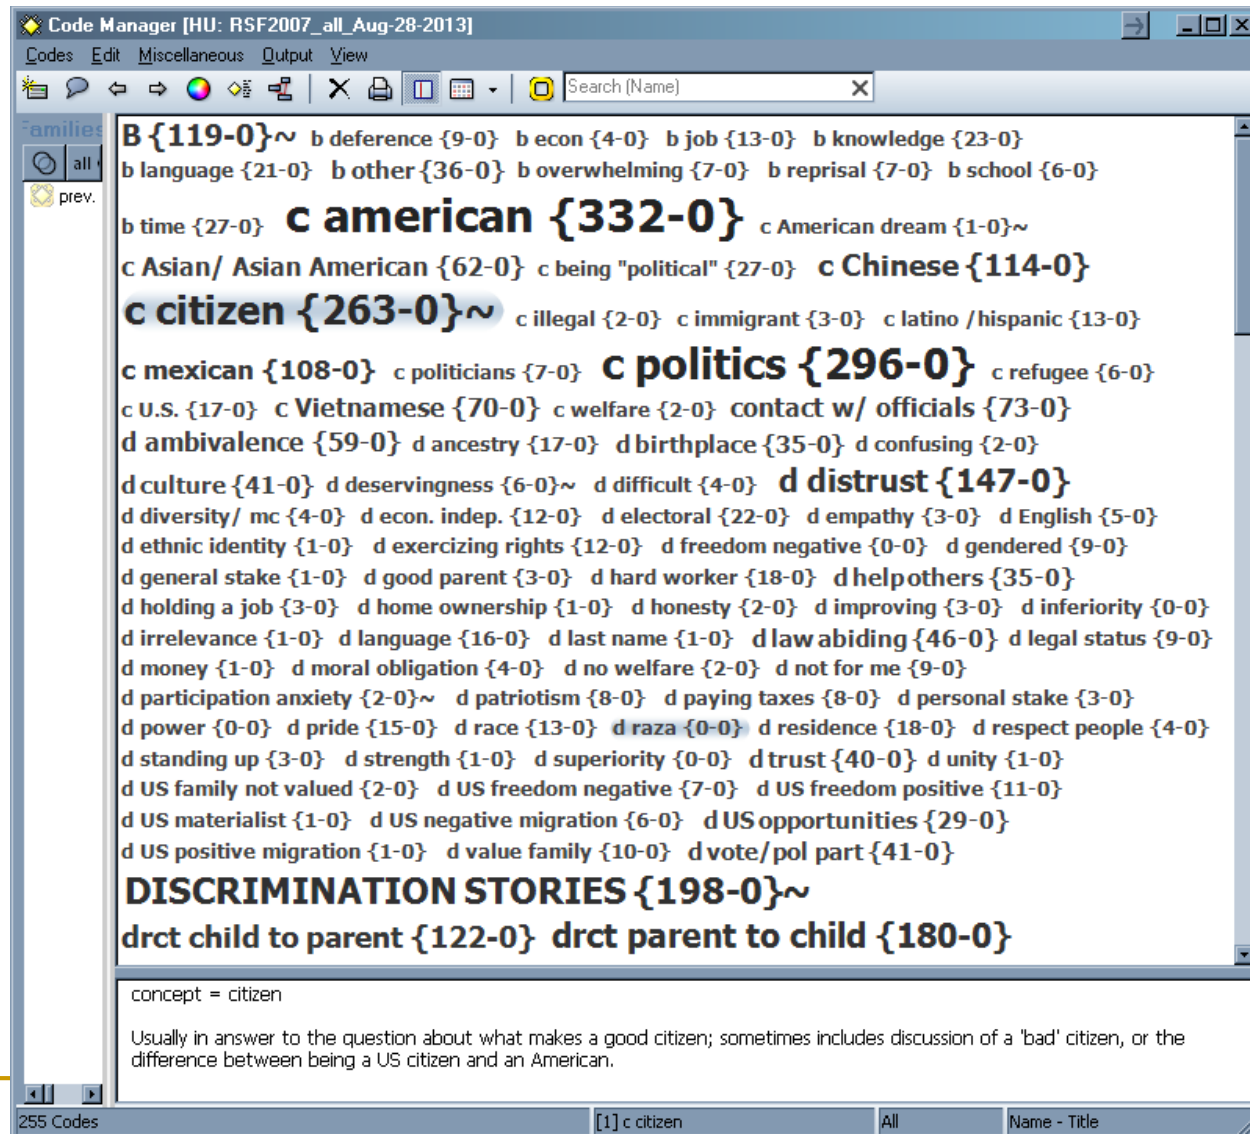 Code Manager [HU: RSF2007_all_Aug-28-2013]
Codes Edit Miscellaneous Output View
Search (Name)
Families
all
prev.
B {119-0}~ b deference {9-0} b econ {4-0} b job {13-0} b knowledge {23-0}
b language {21-0} b other {36-0} b overwhelming {7-0} b reprisal {7-0} b school {6-0}
b time {27-0} c american {332-0} c American dream {1-0}~
c Asian/ Asian American {62-0} c being "political" {27-0} c Chinese {114-0}
c citizen {263-0}~ c illegal {2-0} c immigrant {3-0} c latino /hispanic {13-0}
c mexican {108-0} c politicians {7-0} c politics {296-0} c refugee {6-0}
c U.S. {17-0} c Vietnamese {70-0} c welfare {2-0} contact w/ officials {73-0}
d ambivalence {59-0} d ancestry {17-0} d birthplace {35-0} d confusing {2-0}
d culture {41-0} d deservingness {6-0}~ d difficult {4-0} d distrust {147-0}
d diversity/ mc {4-0} d econ. indep. {12-0} d electoral {22-0} d empathy {3-0} d English {5-0}
d ethnic identity {1-0} d exercizing rights {12-0} d freedom negative {0-0} d gendered {9-0}
d general stake {1-0} d good parent {3-0} d hard worker {18-0} d help others {35-0}
d holding a job {3-0} d home ownership {1-0} d honesty {2-0} d improving {3-0} d inferiority {0-0}
d irrelevance {1-0} d language {16-0} d last name {1-0} d law abiding {46-0} d legal status {9-0}
d money {1-0} d moral obligation {4-0} d no welfare {2-0} d not for me {9-0}
d participation anxiety {2-0}~ d patriotism {8-0} d paying taxes {8-0} d personal stake {3-0}
d power {0-0} d pride {15-0} d race {13-0} d raza {0-0} d residence {18-0} d respect people {4-0}
d standing up {3-0} d strength {1-0} d superiority {0-0} d trust {40-0} d unity {1-0}
d US family not valued {2-0} d US freedom negative {7-0} d US freedom positive {11-0}
d US materialist {1-0} d US negative migration {6-0} d US opportunities {29-0}
d US positive migration {1-0} d value family {10-0} d vote/pol part {41-0}
DISCRIMINATION STORIES {198-0}~
drct child to parent {122-0} drct parent to child {180-0}
concept = citizen
Usually in answer to the question about what makes a good citizen; sometimes includes discussion of a 'bad' citizen, or the
difference between being a US citizen and an American.
255 Codes [1] c citizen All Name - Title